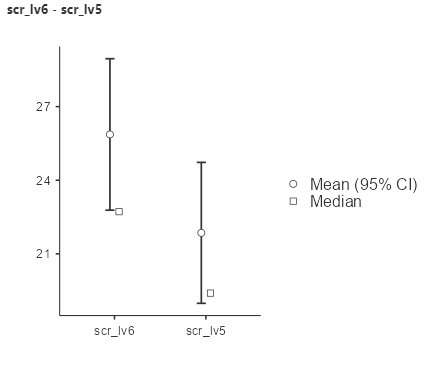 scr_lv6 - scr_lv5
27
24
21
scr_lv6 scr_lv5
Mean (95% CI)
Median